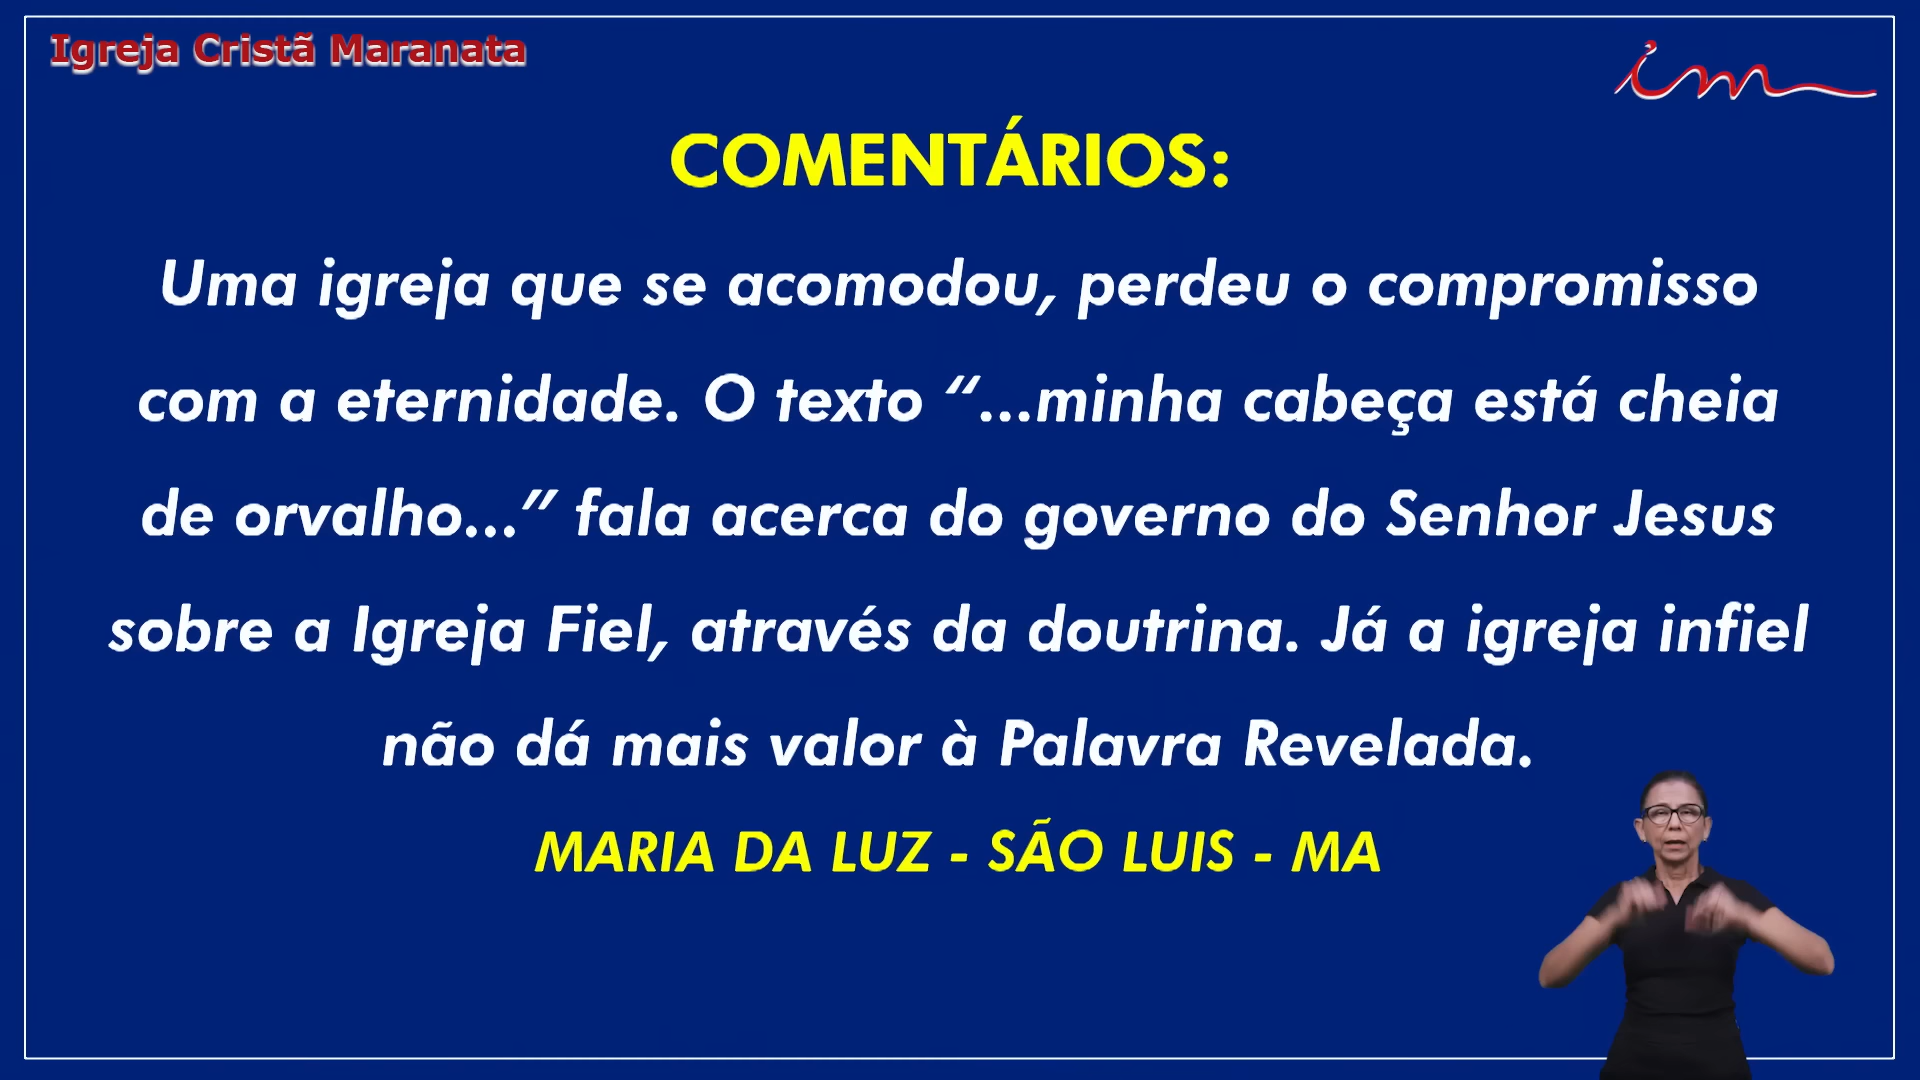 Igreja Cristã Maranata
im
COMENTÁRIOS:
Uma igreja que se acomodou, perdeu o compromisso
com a eternidade. O texto “...minha cabeça está cheia
de orvalho...” fala acerca do governo do Senhor Jesus
sobre a Igreja Fiel, através da doutrina. Já a igreja infiel
não dá mais valor à Palavra Revelada.
MARIA DA LUZ - SÃO LUIS - MA